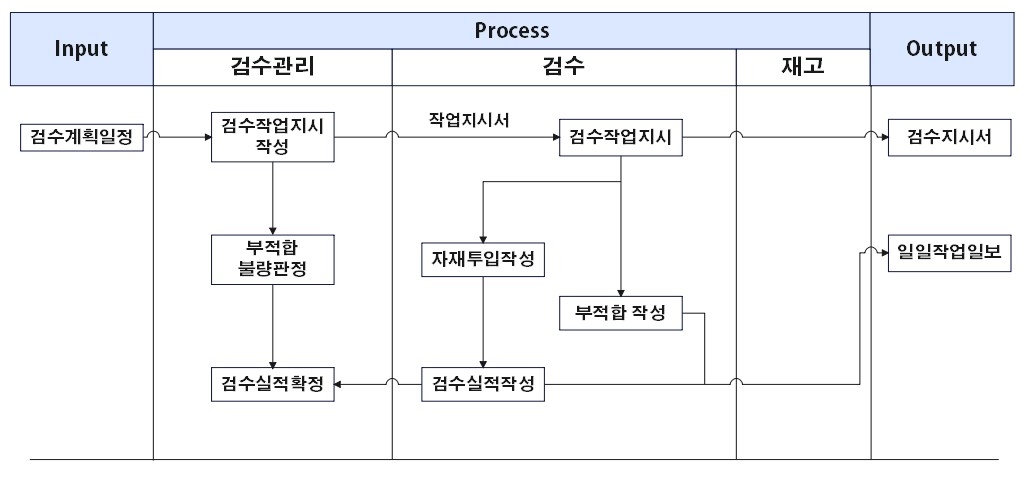 Input
Process
Output
검수관리
검수
재고
검수계획일정
검수작업지시
작성
작업지시서
검수작업지시
검수지시서
부적합
불량판정
자재투입작성
일일작업일보
부적합 작성
검수실적확정
검수실적작성